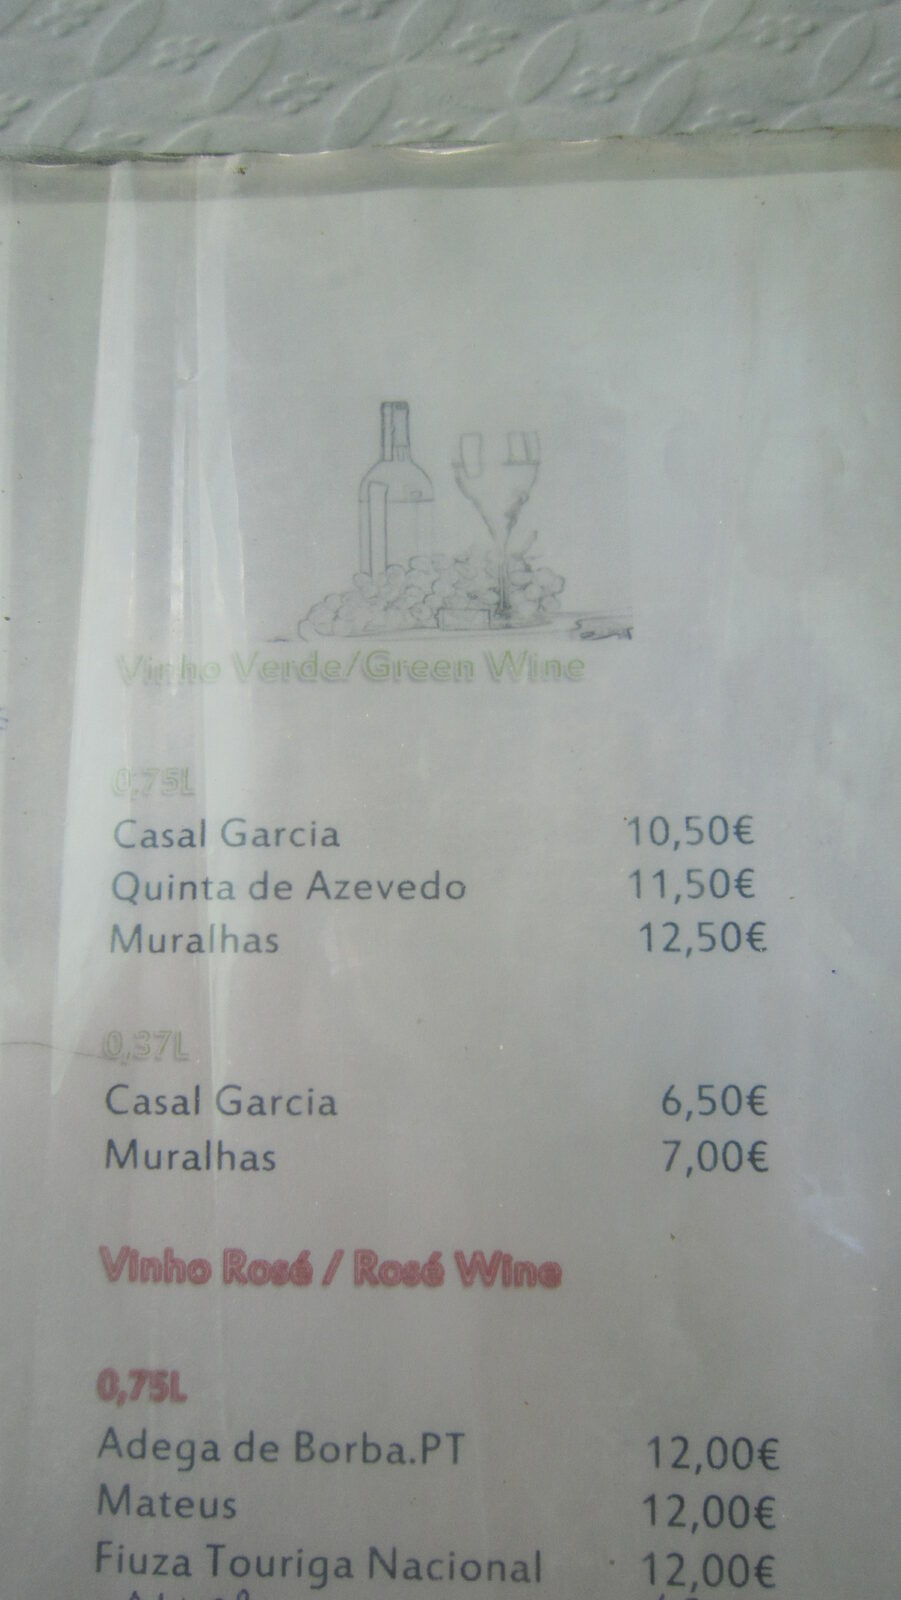 Vinho Verde/Green Wine
0,75L
Casal Garcia 10,50€
Quinta de Azevedo 11,50€
Muralhas 12,50€
0,37L
Casal Garcia 6,50€
Muralhas 7,00€
Vinho Rosé / Rosé Wine
0,75L
Adega de Borba.PT 12,00€
Mateus 12,00€
Fiuza Touriga Nacional 12,00€